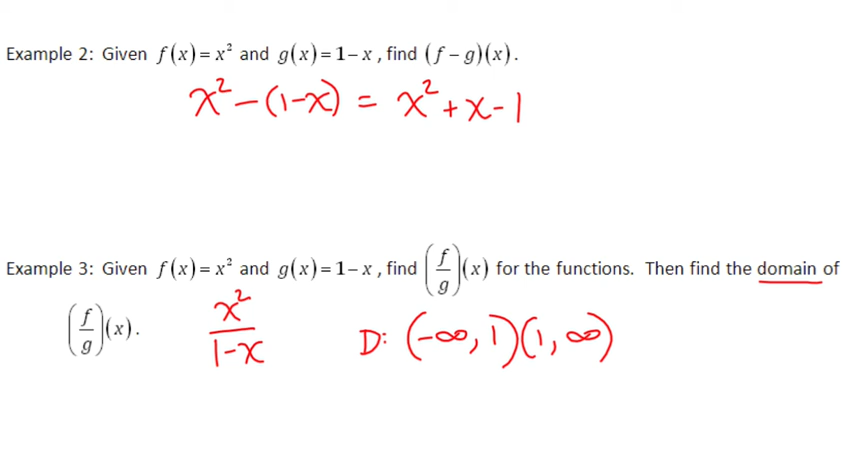 Example 2: Given f(x) = x² and g(x) = 1 − x, find (f − g)(x).
x² − (1 − x) = x² + x − 1
Example 3: Given f(x) = x² and g(x) = 1 − x, find (f/g)(x) for the functions. Then find the domain of
(f/g)(x). x²/(1−x) D: (−∞, 1)(1, ∞)